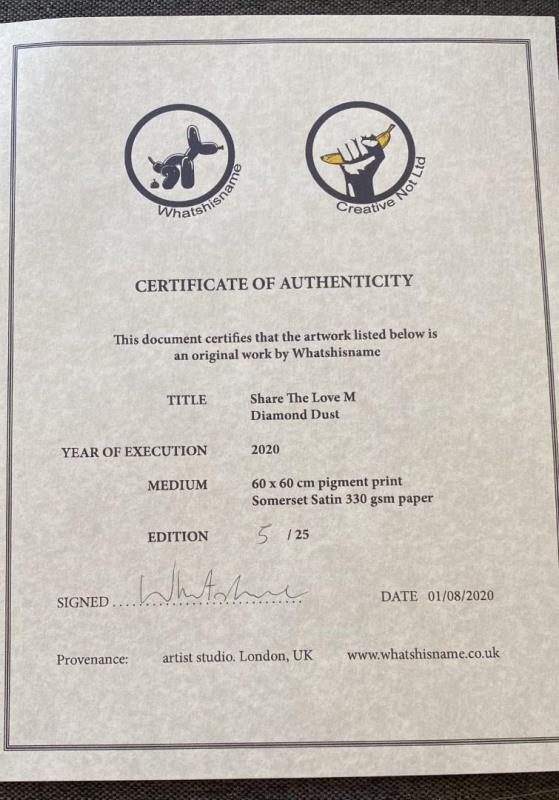 Whatshisname
Creative Not Ltd
CERTIFICATE OF AUTHENTICITY
This document certifies that the artwork listed below is
an original work by Whatshisname
TITLE Share The Love M
Diamond Dust
YEAR OF EXECUTION 2020
MEDIUM 60 x 60 cm pigment print
Somerset Satin 330 gsm paper
EDITION 5 / 25
SIGNED .... Whatshisname DATE 01/08/2020
Provenance: artist studio. London, UK www.whatshisname.co.uk